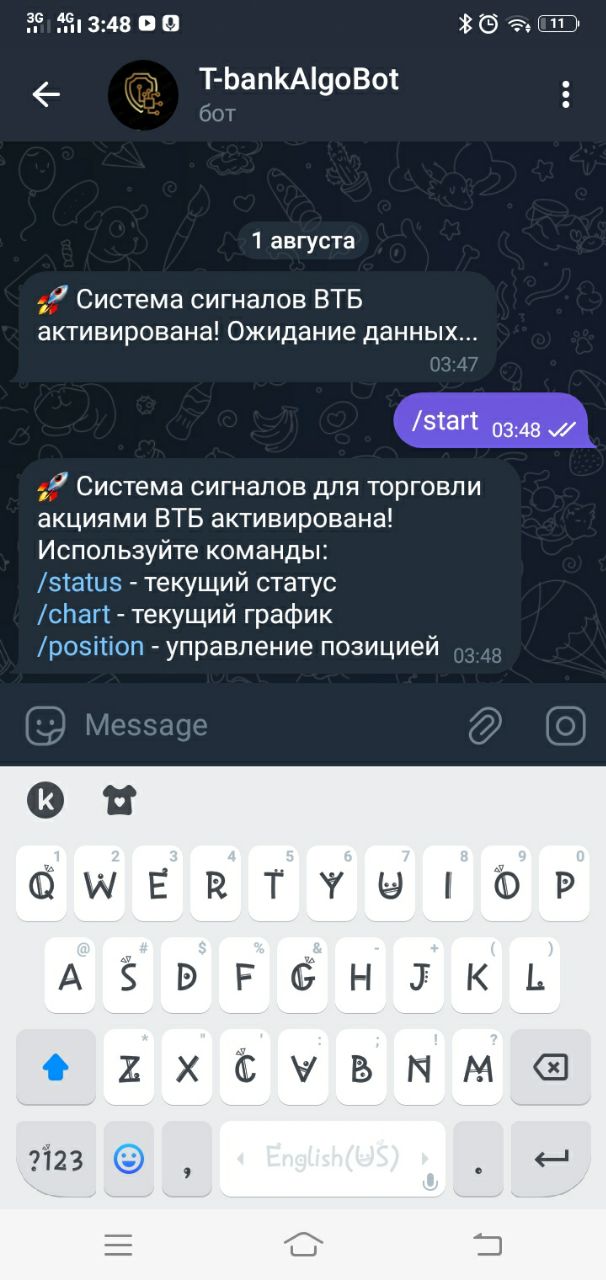 3G 4G 3:48 11
T-bankAlgoBot
бот
1 августа
🚀 Система сигналов ВТБ
активирована! Ожидание данных...
03:47
/start 03:48
🚀 Система сигналов для торговли
акциями ВТБ активирована!
Используйте команды:
/status - текущий статус
/chart - текущий график
/position - управление позицией 03:48
Message
k
1 2 3 4 5 6 7 8 9 0
Q W E R T Y U I O P
@ # $ % & - + ( )
A S D F G H J K L
* " ' : ; ! ?
Z X C V B N M
?123 , English(US) .